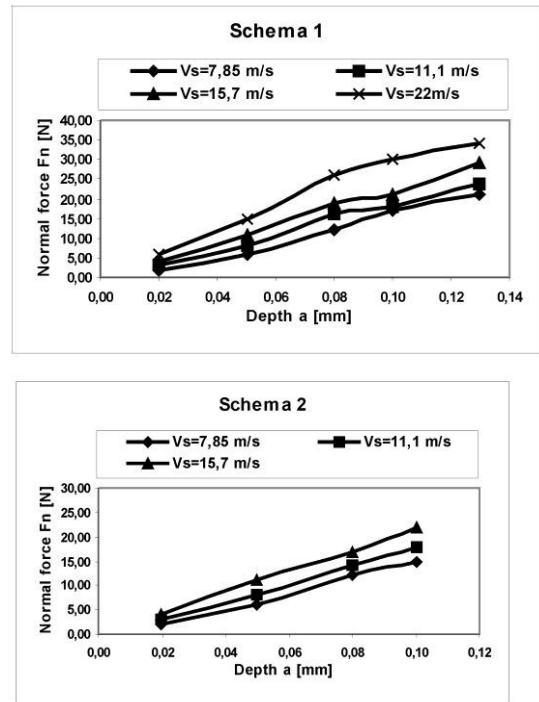 Schema 1
Vs=7,85 m/s
Vs=11,1 m/s
Vs=15,7 m/s
Vs=22m/s
Normal force Fn [N]
40,00
35,00
30,00
25,00
20,00
15,00
10,00
5,00
0,00
0,00 0,02 0,04 0,06 0,08 0,10 0,12 0,14
Depth a [mm]
Schema 2
Vs=7,85 m/s
Vs=11,1 m/s
Vs=15,7 m/s
Normal force Fn [N]
30,00
25,00
20,00
15,00
10,00
5,00
0,00
0,00 0,02 0,04 0,06 0,08 0,10 0,12
Depth a [mm]